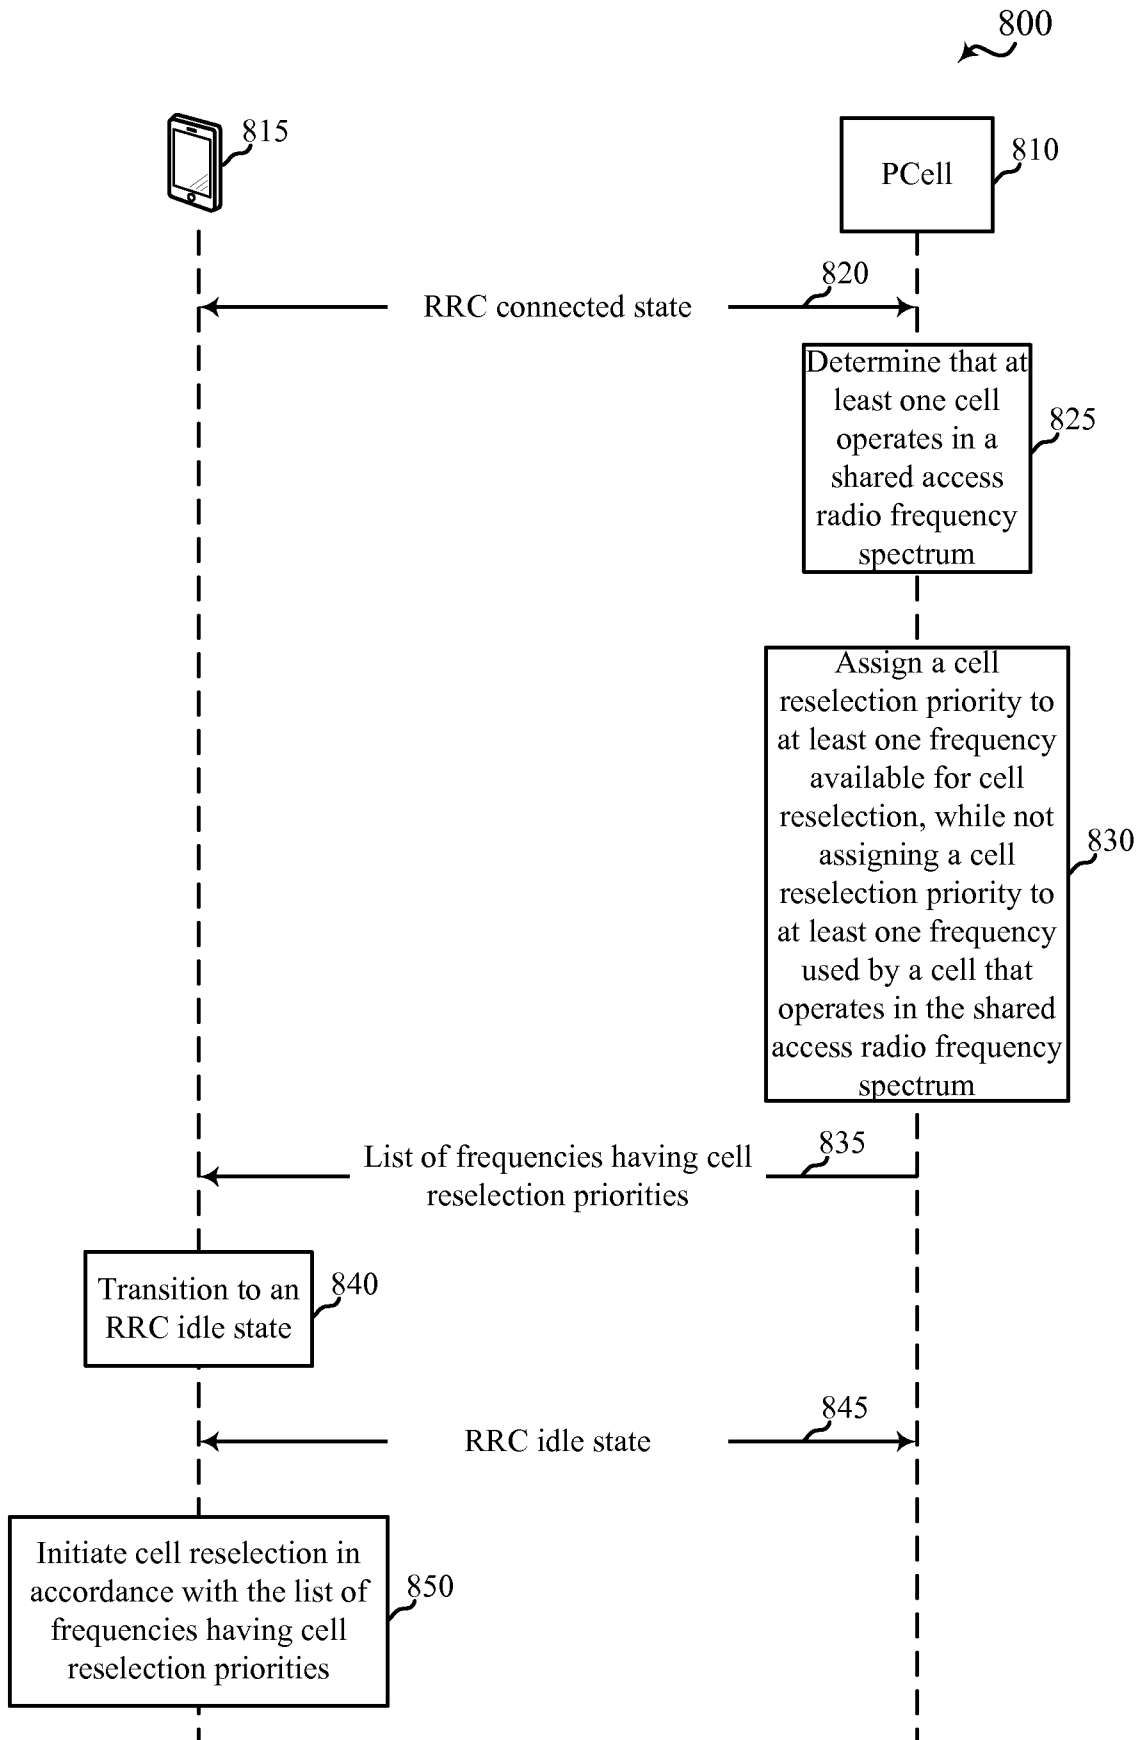 800
815
PCell
810
820
RRC connected state
Determine that at
least one cell
operates in a
shared access
radio frequency
spectrum
825
Assign a cell
reselection priority to
at least one frequency
available for cell
reselection, while not
assigning a cell
reselection priority to
at least one frequency
used by a cell that
operates in the shared
access radio frequency
spectrum
830
835
List of frequencies having cell
reselection priorities
Transition to an
RRC idle state
840
845
RRC idle state
Initiate cell reselection in
accordance with the list of
frequencies having cell
reselection priorities
850